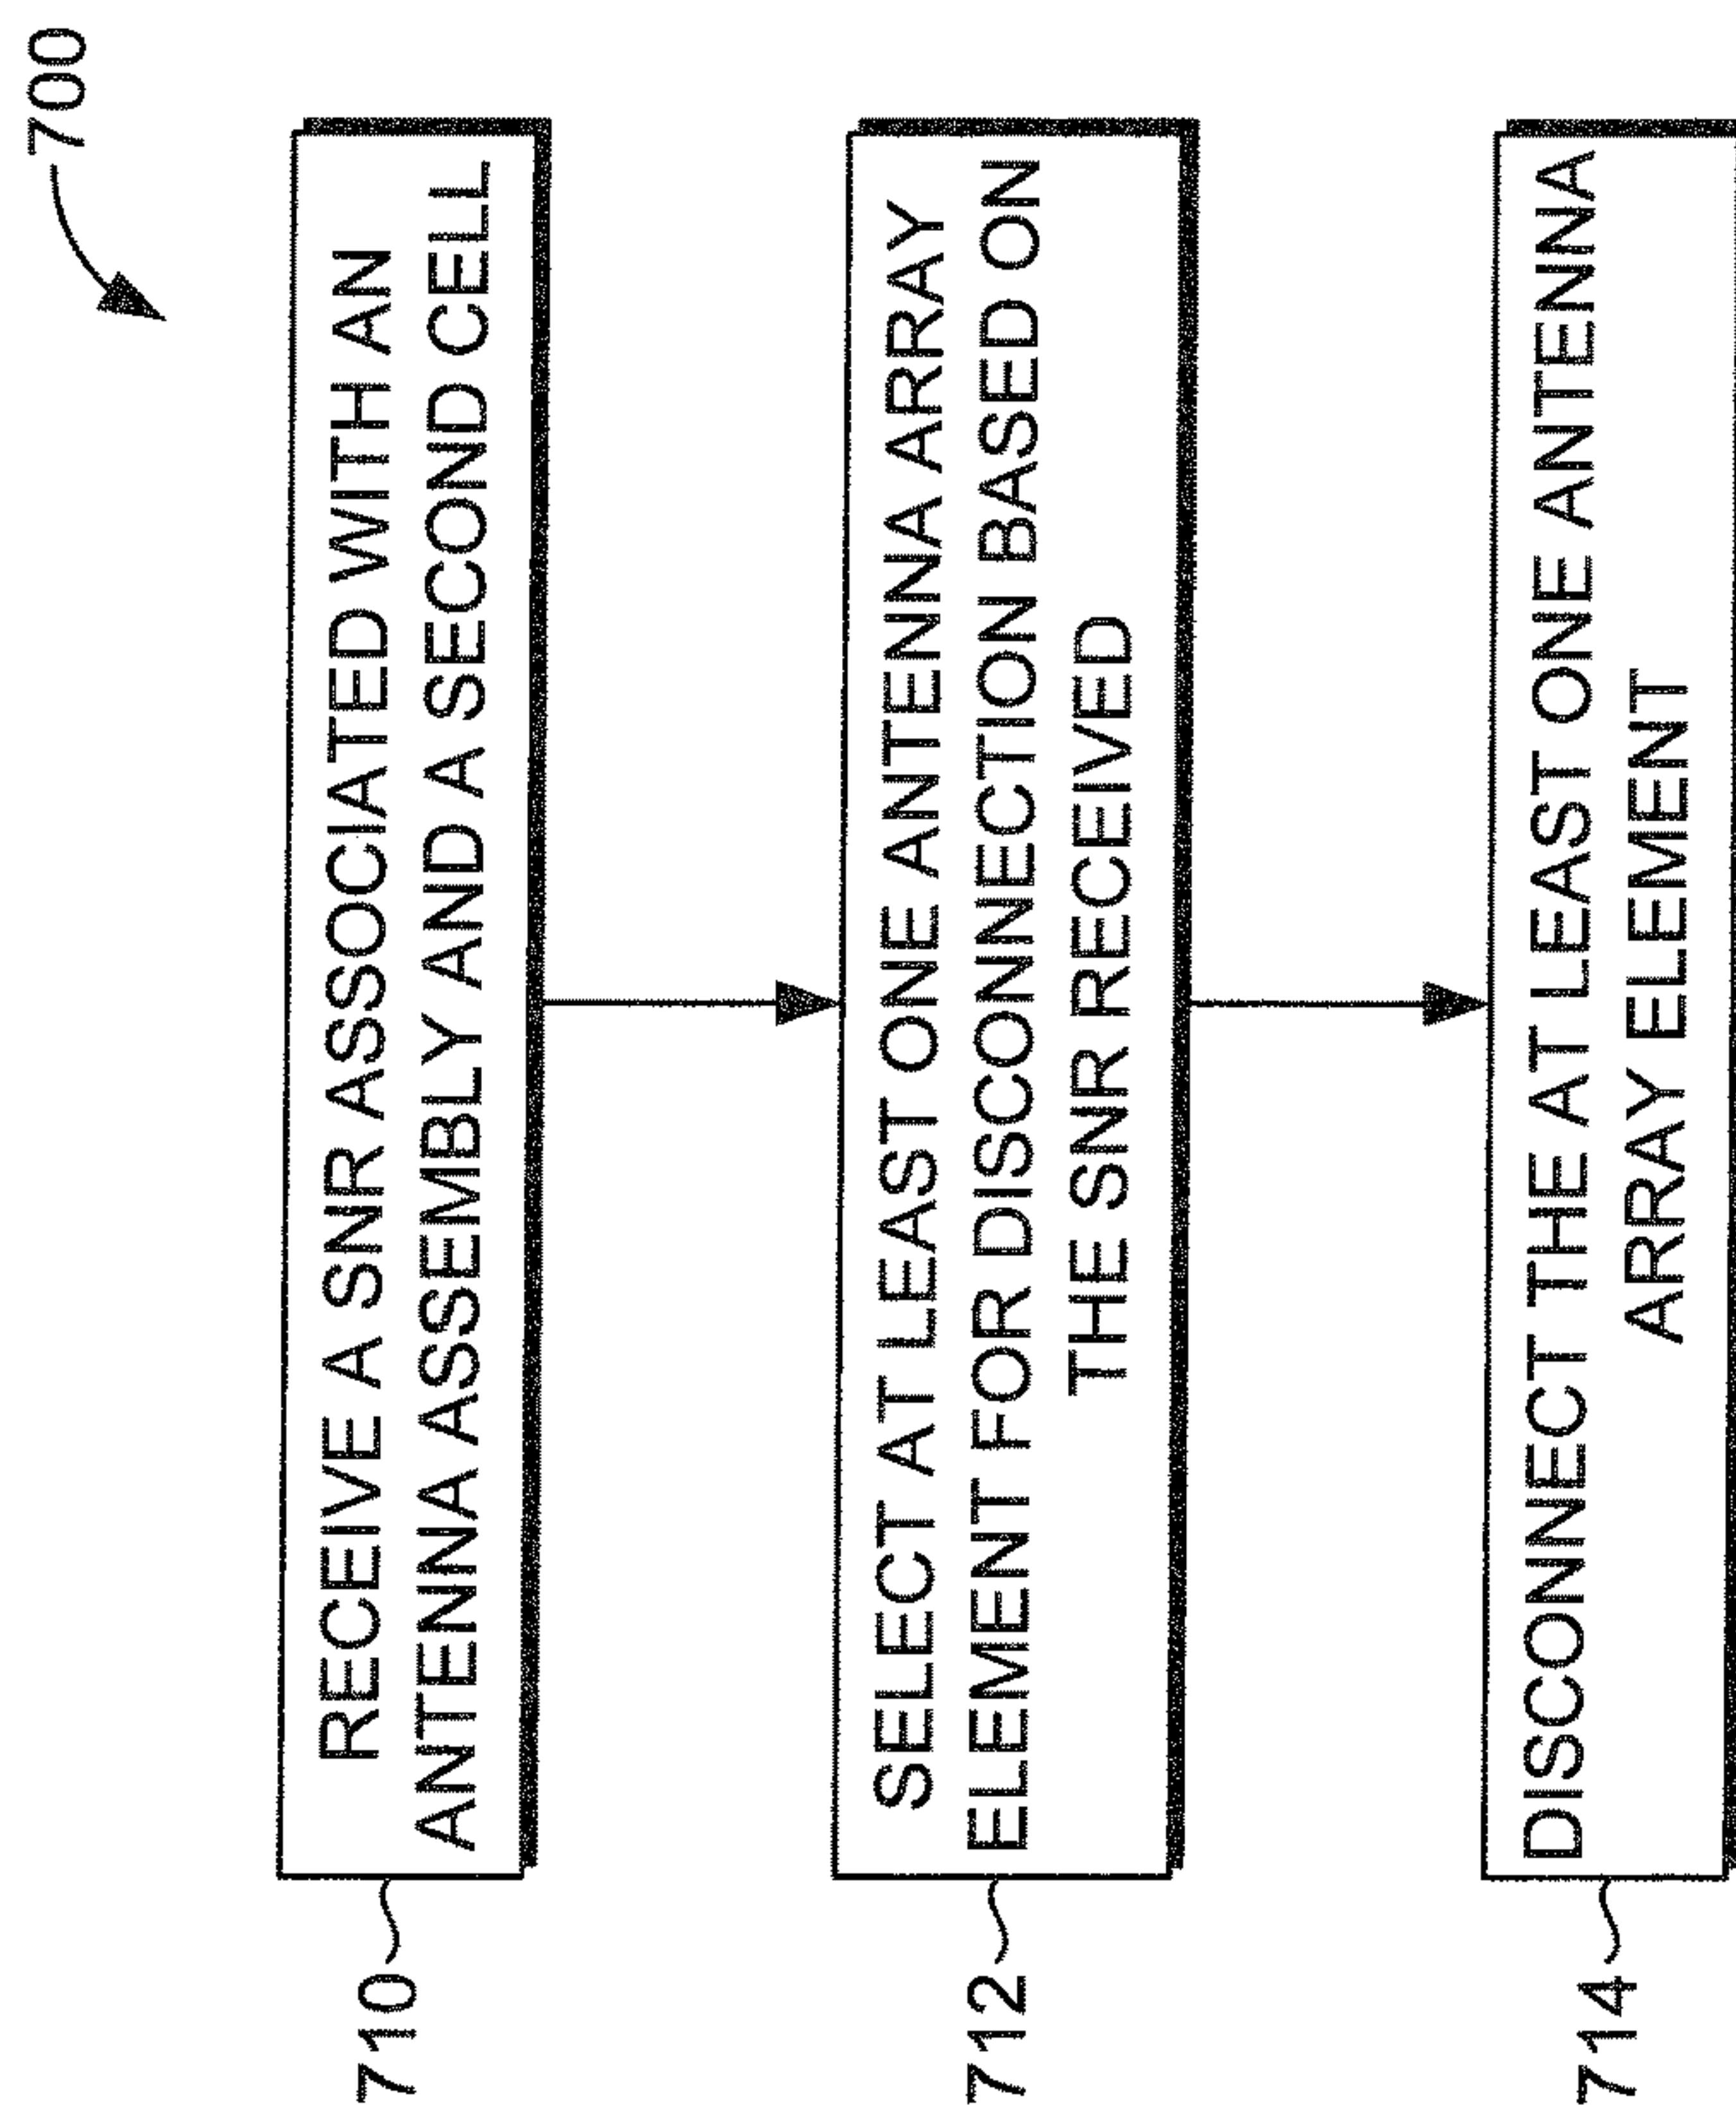 700
710
RECEIVE A SNR ASSOCIATED WITH AN
ANTENNA ASSEMBLY AND A SECOND CELL
712
SELECT AT LEAST ONE ANTENNA ARRAY
ELEMENT FOR DISCONNECTION BASED ON
THE SNR RECEIVED
714
DISCONNECT THE AT LEAST ONE ANTENNA
ARRAY ELEMENT